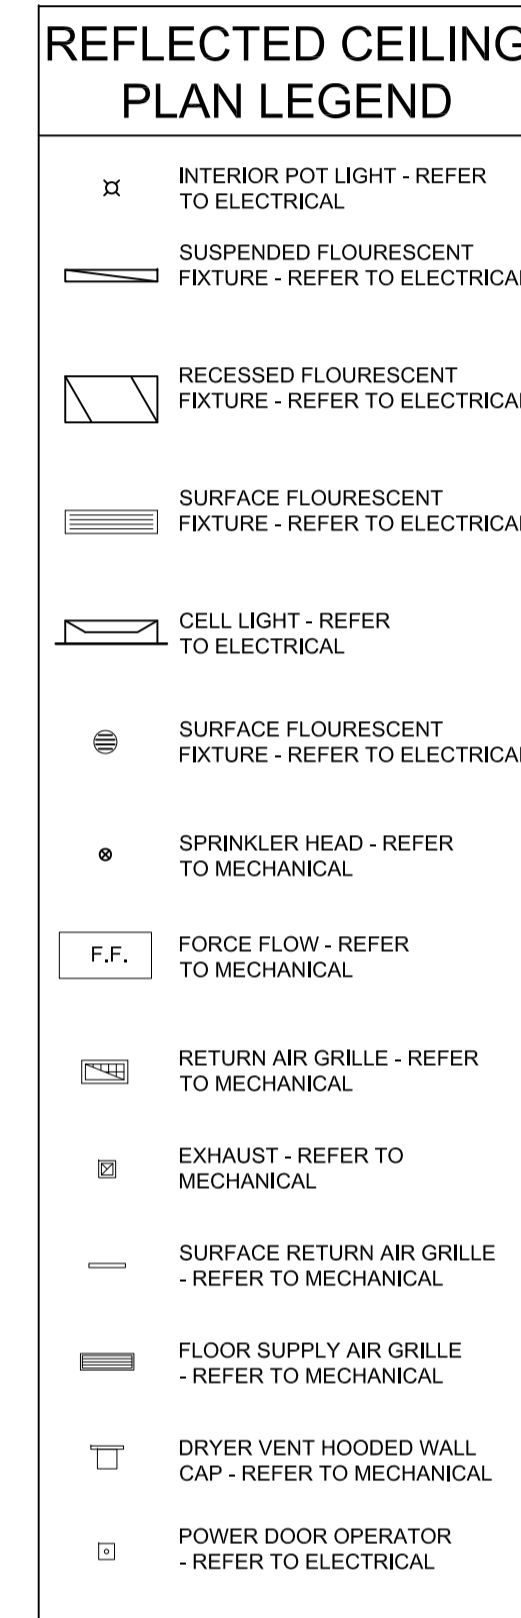 REFLECTED CEILING
PLAN LEGEND
INTERIOR POT LIGHT - REFER
TO ELECTRICAL
SUSPENDED FLOURESCENT
FIXTURE - REFER TO ELECTRICAL
RECESSED FLOURESCENT
FIXTURE - REFER TO ELECTRICAL
SURFACE FLOURESCENT
FIXTURE - REFER TO ELECTRICAL
CELL LIGHT - REFER
TO ELECTRICAL
SURFACE FLOURESCENT
FIXTURE - REFER TO ELECTRICAL
SPRINKLER HEAD - REFER
TO MECHANICAL
F.F.
FORCE FLOW - REFER
TO MECHANICAL
RETURN AIR GRILLE - REFER
TO MECHANICAL
EXHAUST - REFER TO
MECHANICAL
SURFACE RETURN AIR GRILLE
- REFER TO MECHANICAL
FLOOR SUPPLY AIR GRILLE
- REFER TO MECHANICAL
DRYER VENT HOODED WALL
CAP - REFER TO MECHANICAL
POWER DOOR OPERATOR
- REFER TO ELECTRICAL